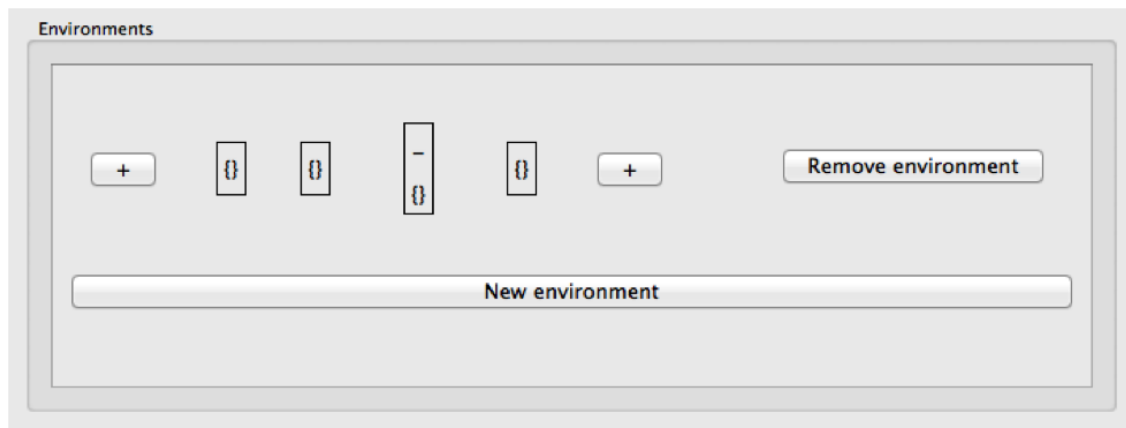 Environments
+ {} {} _ {} + Remove environment
{}
New environment